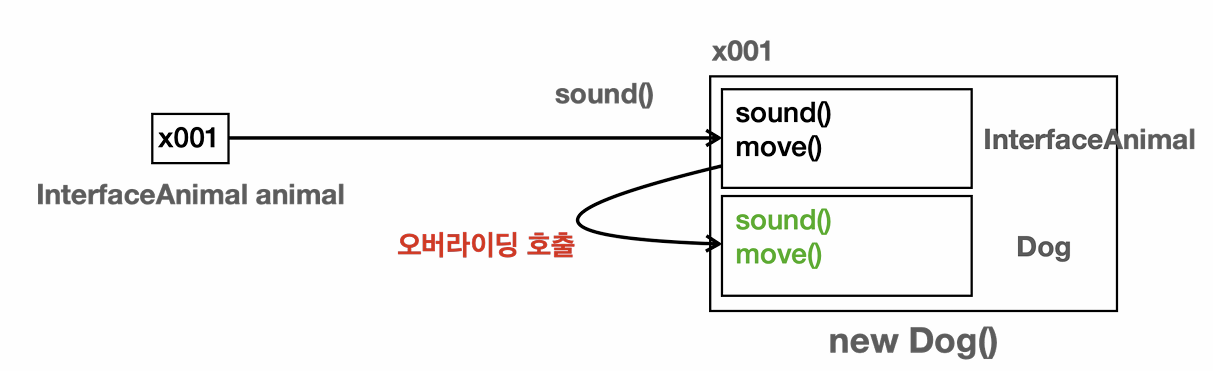 x001
sound()
sound()
move()
InterfaceAnimal
x001
InterfaceAnimal animal
오버라이딩 호출
sound()
move()
Dog
new Dog()